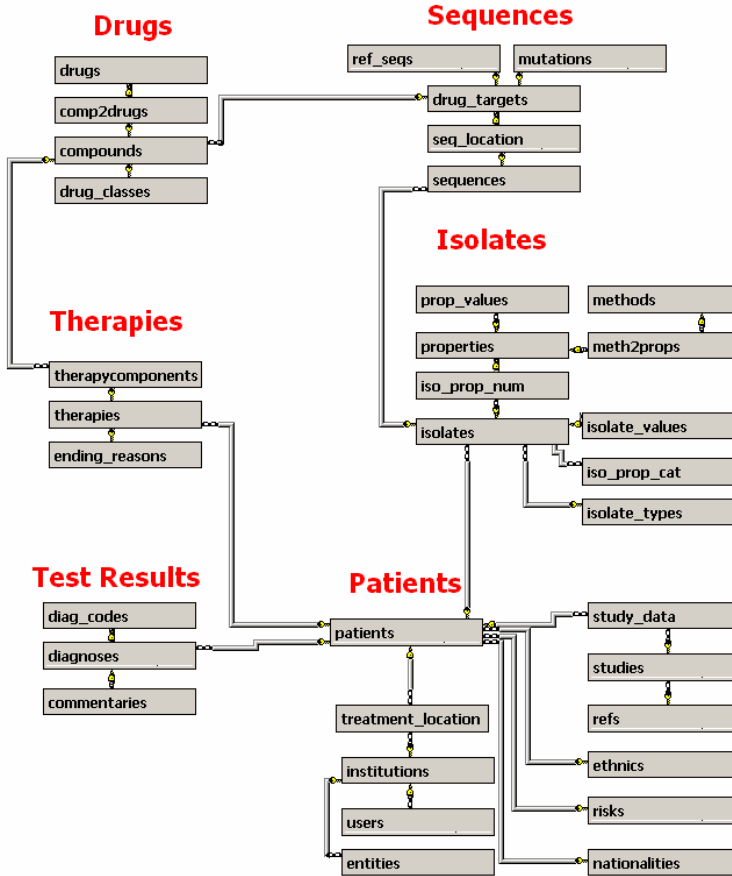 Drugs
drugs
comp2drugs
compounds
drug_classes
Sequences
ref_seqs
mutations
drug_targets
seq_location
sequences
Isolates
prop_values
methods
properties
meth2props
iso_prop_num
isolates
isolate_values
iso_prop_cat
isolate_types
Therapies
therapycomponents
therapies
ending_reasons
Test Results
diag_codes
diagnoses
commentaries
Patients
patients
treatment_location
institutions
users
entities
study_data
studies
refs
ethnics
risks
nationalities